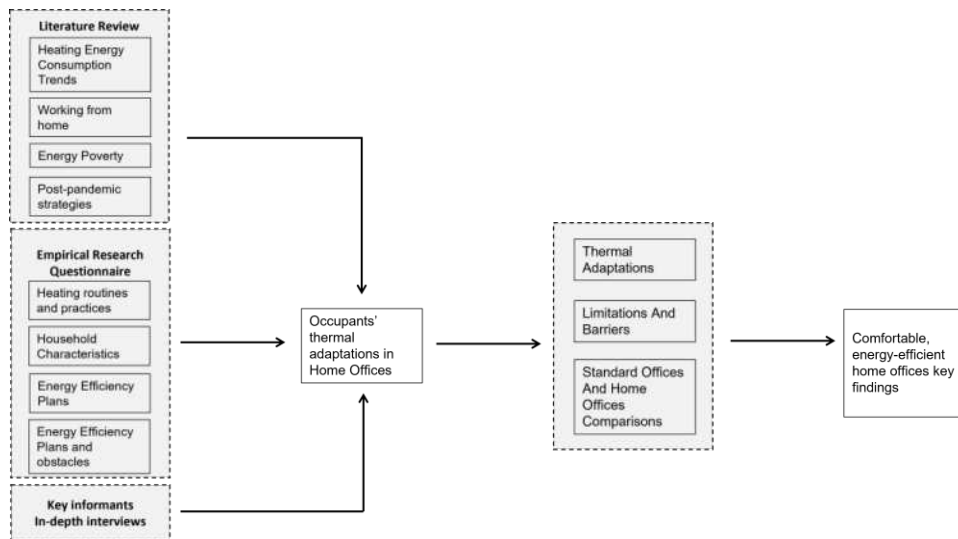 Literature Review
Heating Energy
Consumption
Trends
Working from
home
Energy Poverty
Post-pandemic
strategies
Empirical Research
Questionnaire
Heating routines
and practices
Household
Characteristics
Energy Efficiency
Plans
Energy Efficiency
Plans and
obstacles
Key informants
In-depth interviews
Occupants'
thermal
adaptations in
Home Offices
Thermal
Adaptations
Limitations And
Barriers
Standard Offices
And Home
Offices
Comparisons
Comfortable,
energy-efficient
home offices key
findings